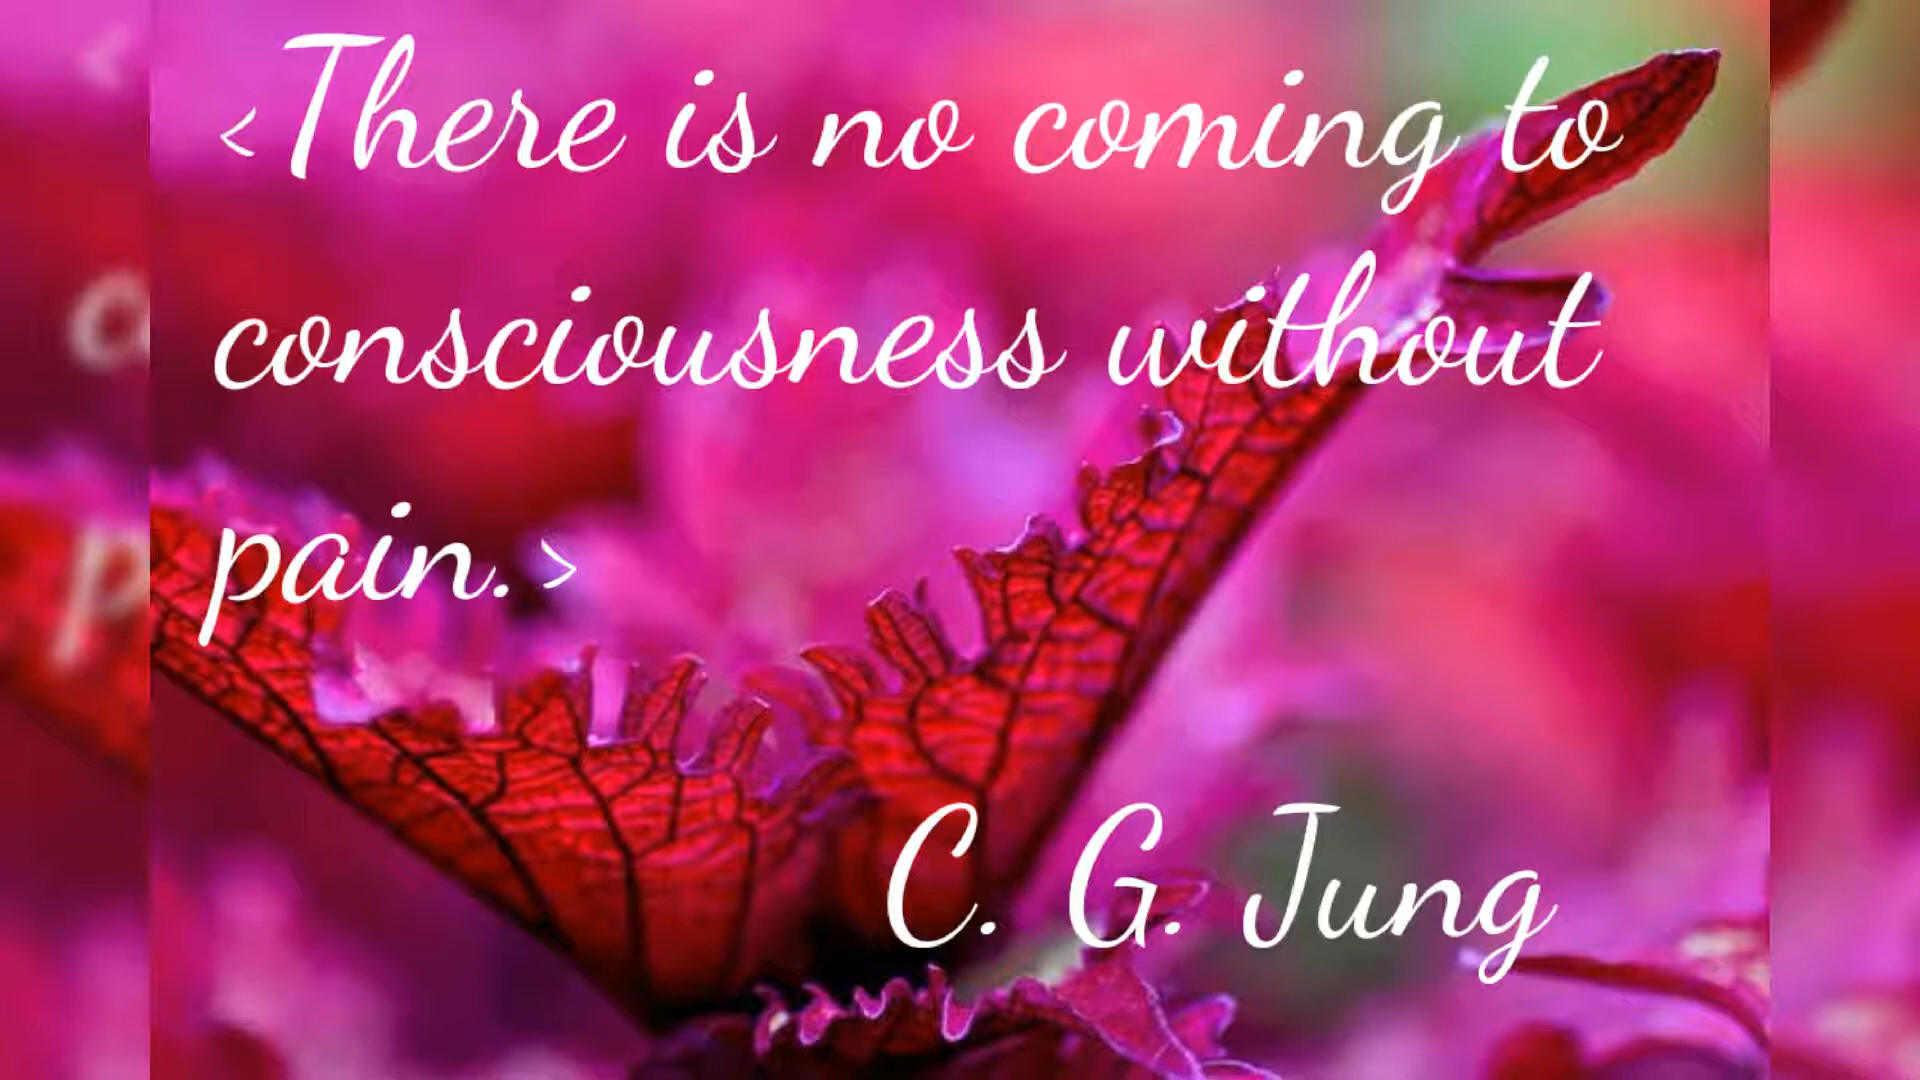 <There is no coming to
consciousness without
pain.>
C. G. Jung